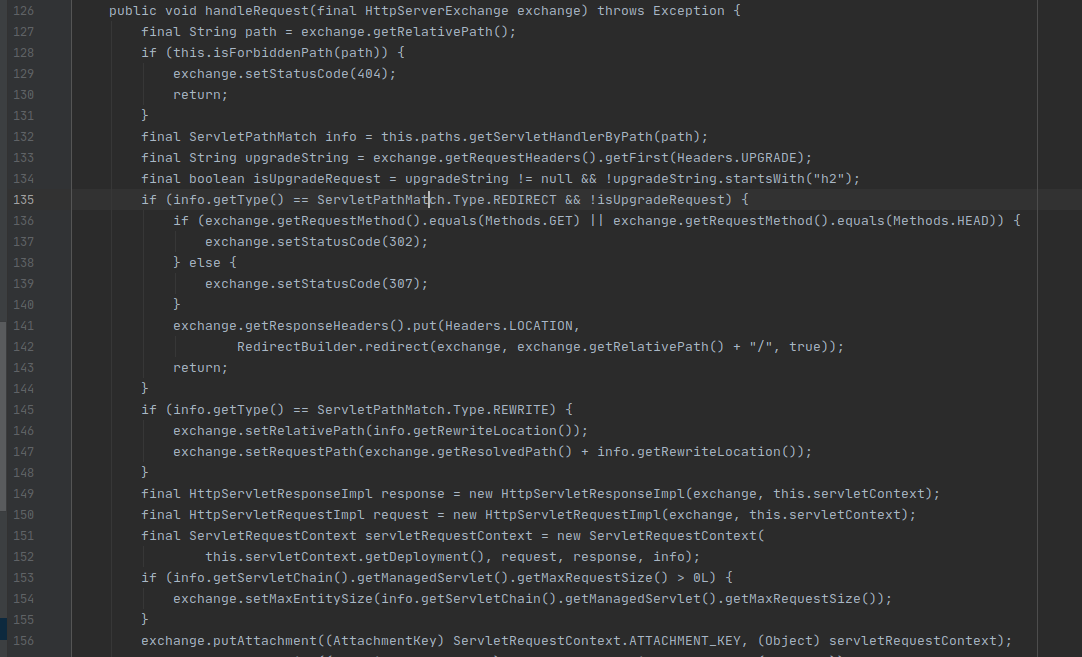 126 public void handleRequest(final HttpServerExchange exchange) throws Exception {
127 final String path = exchange.getRelativePath();
128 if (this.isForbiddenPath(path)) {
129 exchange.setStatusCode(404);
130 return;
131 }
132 final ServletPathMatch info = this.paths.getServletHandlerByPath(path);
133 final String upgradeString = exchange.getRequestHeaders().getFirst(Headers.UPGRADE);
134 final boolean isUpgradeRequest = upgradeString != null && !upgradeString.startsWith("h2");
135 if (info.getType() == ServletPathMatch.Type.REDIRECT && !isUpgradeRequest) {
136 if (exchange.getRequestMethod().equals(Methods.GET) || exchange.getRequestMethod().equals(Methods.HEAD)) {
137 exchange.setStatusCode(302);
138 } else {
139 exchange.setStatusCode(307);
140 }
141 exchange.getResponseHeaders().put(Headers.LOCATION,
142 RedirectBuilder.redirect(exchange, exchange.getRelativePath() + "/", true));
143 return;
144 }
145 if (info.getType() == ServletPathMatch.Type.REWRITE) {
146 exchange.setRelativePath(info.getRewriteLocation());
147 exchange.setRequestPath(exchange.getResolvedPath() + info.getRewriteLocation());
148 }
149 final HttpServletResponseImpl response = new HttpServletResponseImpl(exchange, this.servletContext);
150 final HttpServletRequestImpl request = new HttpServletRequestImpl(exchange, this.servletContext);
151 final ServletRequestContext servletRequestContext = new ServletRequestContext(
152 this.servletContext.getDeployment(), request, response, info);
153 if (info.getServletChain().getManagedServlet().getMaxRequestSize() > 0L) {
154 exchange.setMaxEntitySize(info.getServletChain().getManagedServlet().getMaxRequestSize());
155 }
156 exchange.putAttachment((AttachmentKey) ServletRequestContext.ATTACHMENT_KEY, (Object) servletRequestContext);